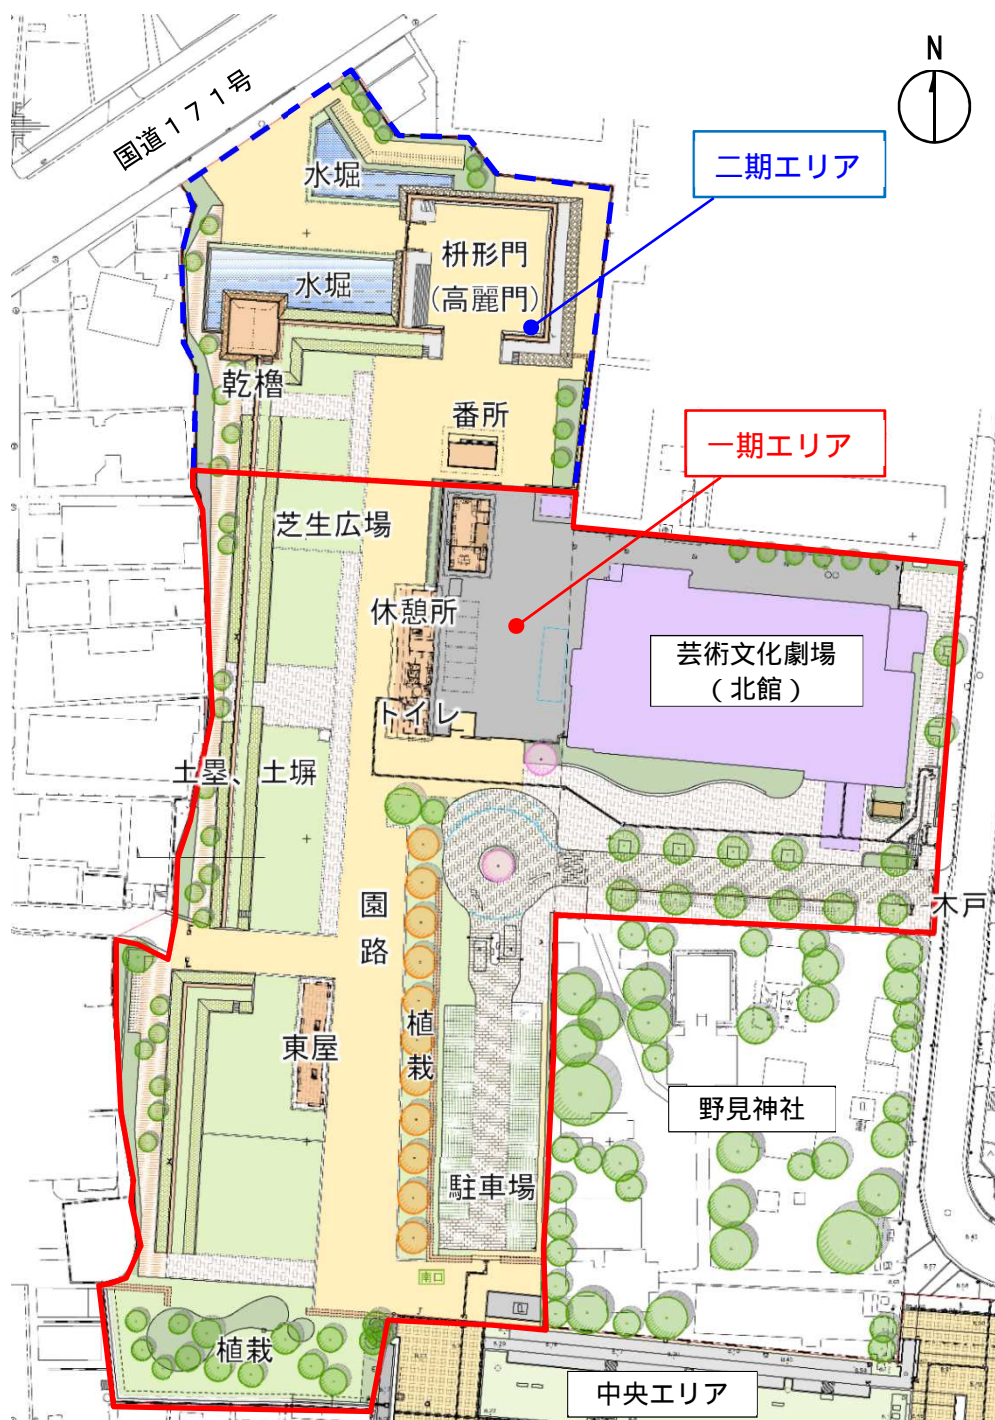 N
国道171号
二期エリア
水堀
枡形門
(高麗門)
水堀
乾櫓
番所
一期エリア
芝生広場
休憩所
芸術文化劇場
(北館)
トイレ
土塁、土塀
園路
木戸
植栽
東屋
野見神社
駐車場
南口
植栽
中央エリア